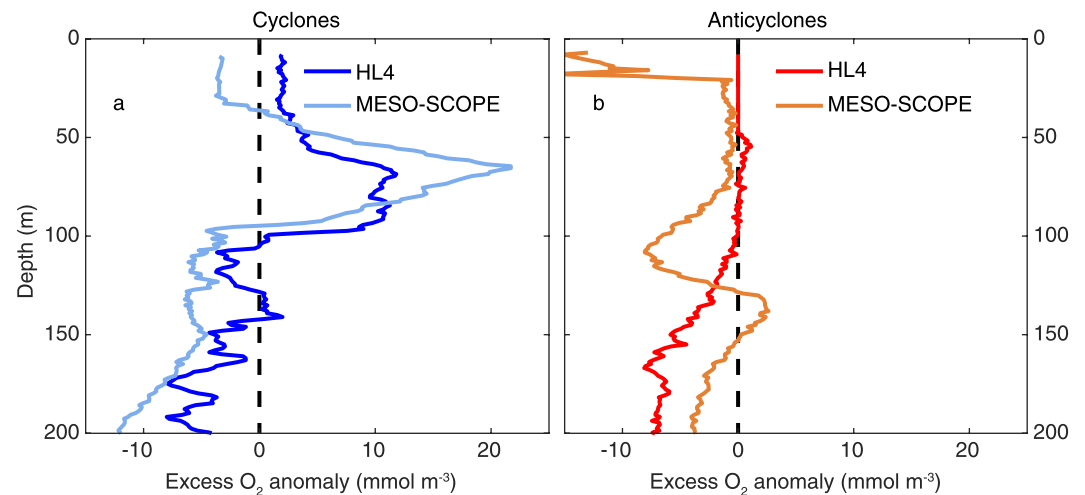 Cyclones
Anticyclones
0
50
100
150
200
Depth (m)
a
HL4
MESO-SCOPE
-10
0
10
20
Excess O₂ anomaly (mmol m⁻³)
b
HL4
MESO-SCOPE
0
50
100
150
200
-10
0
10
20
Excess O₂ anomaly (mmol m⁻³)